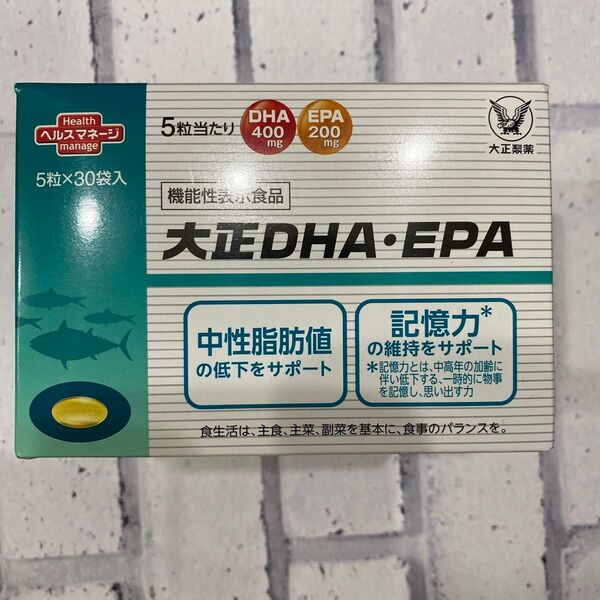 Health
ヘルスマネージ
manage
5粒×30袋入
5粒当たり
DHA
400
mg
EPA
200
mg
大正製薬
機能性表示食品
大正DHA・EPA
中性脂肪値
の低下をサポート
記憶力*
の維持をサポート
*記憶力とは、中高年の加齢に
伴い低下する、一時的に物事
を記憶し、思い出す力
食生活は、主食、主菜、副菜を基本に、食事のバランスを。